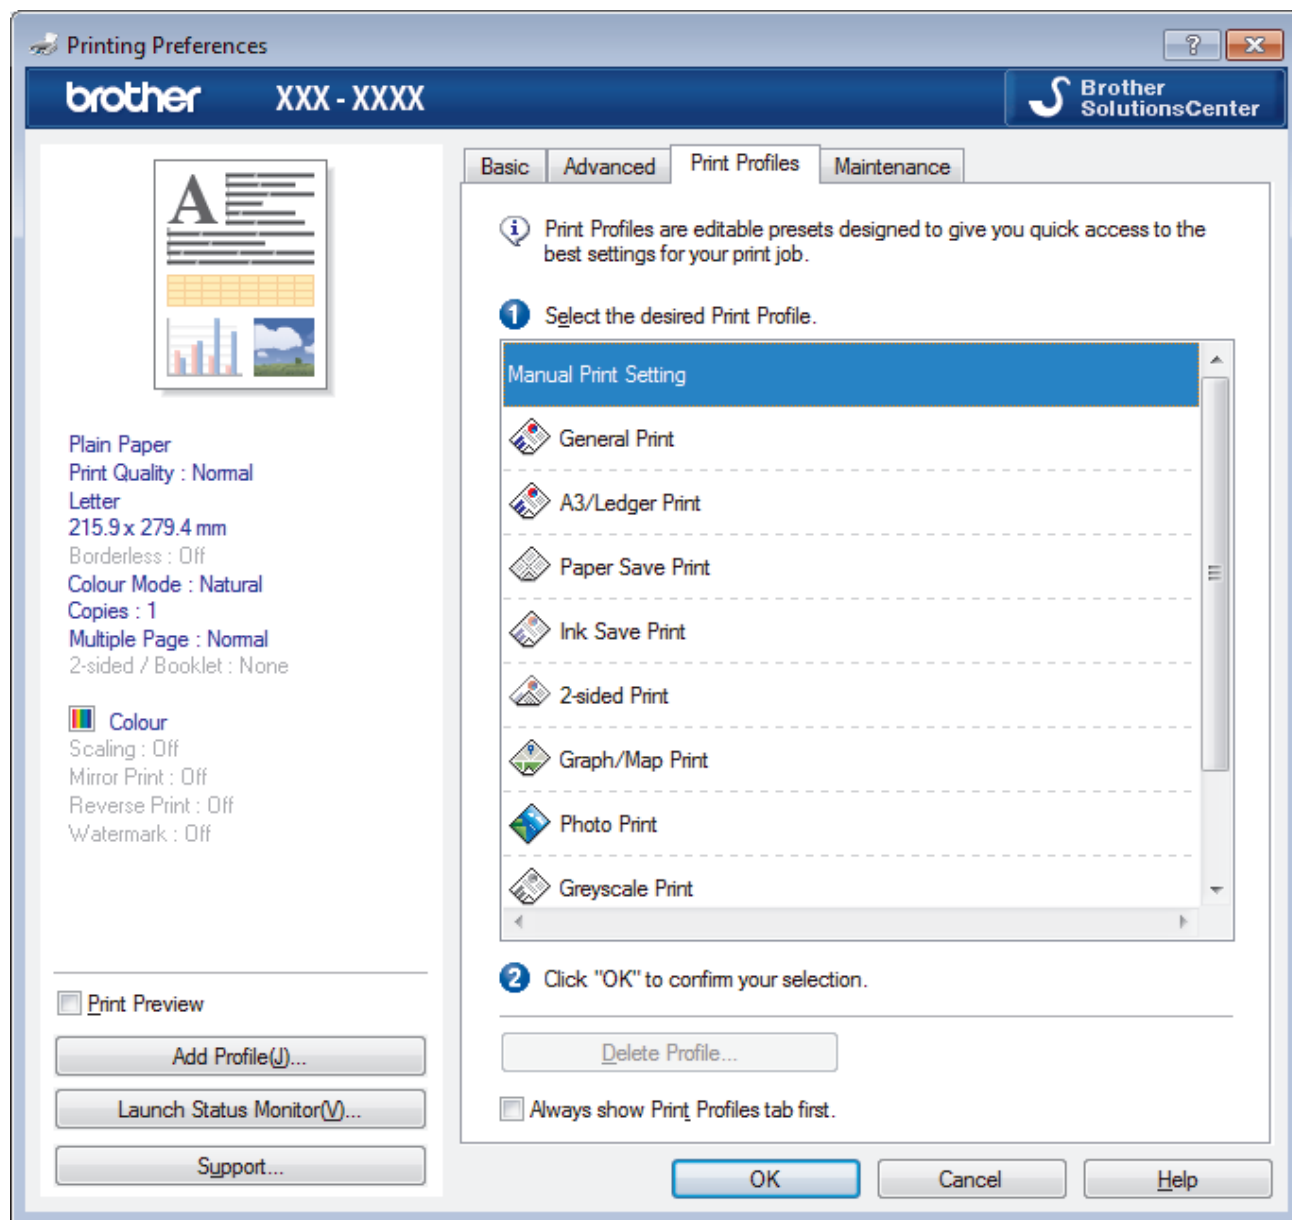 Printing Preferences
?
brother XXX - XXXX
Brother
SolutionsCenter
A
Plain Paper
Print Quality : Normal
Letter
215.9 x 279.4 mm
Borderless : Off
Colour Mode : Natural
Copies : 1
Multiple Page : Normal
2-sided / Booklet : None
Colour
Scaling : Off
Mirror Print : Off
Reverse Print : Off
Watermark : Off
Print Preview
Add Profile(J)...
Launch Status Monitor(V)...
Support...
Basic Advanced Print Profiles Maintenance
Print Profiles are editable presets designed to give you quick access to the
best settings for your print job.
1 Select the desired Print Profile.
Manual Print Setting
General Print
A3/Ledger Print
Paper Save Print
Ink Save Print
2-sided Print
Graph/Map Print
Photo Print
Greyscale Print
2 Click "OK" to confirm your selection.
Delete Profile...
Always show Print Profiles tab first.
OK Cancel Help